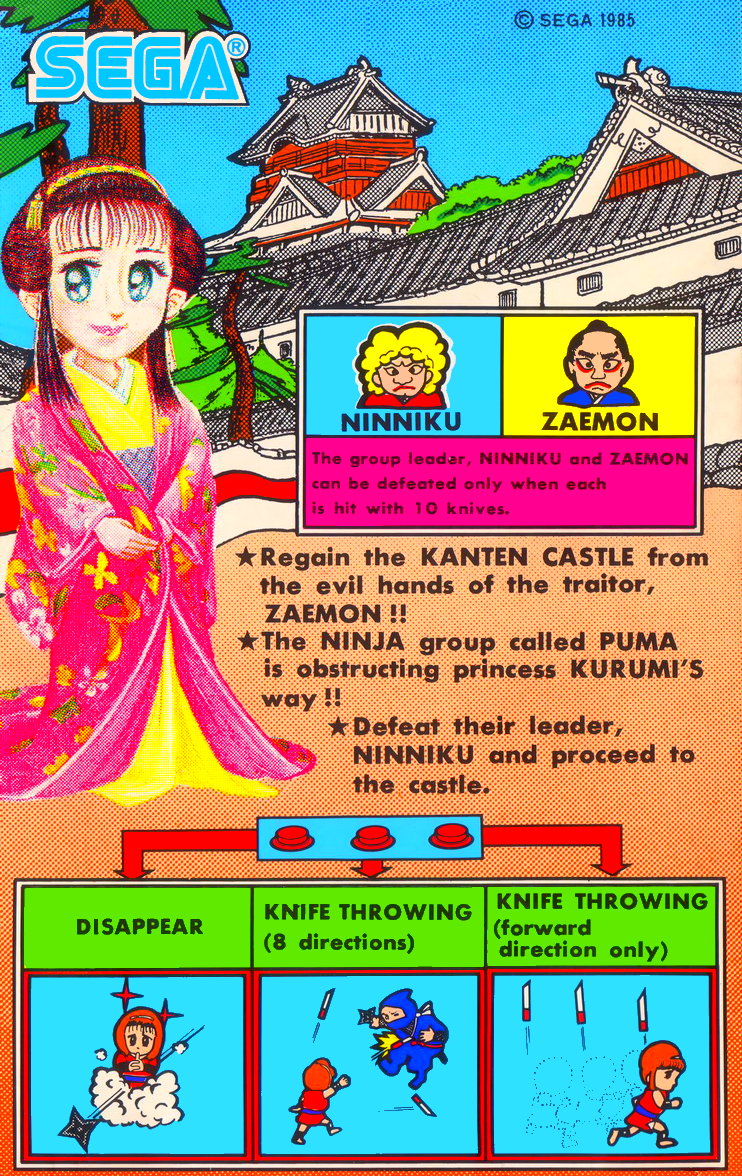 © SEGA 1985
SEGA®
NINNIKU
ZAEMON
The group leader, NINNIKU and ZAEMON
can be defeated only when each
is hit with 10 knives.
★Regain the KANTEN CASTLE from
the evil hands of the traitor,
ZAEMON!!
★The NINJA group called PUMA
is obstructing princess KURUMI'S
way!!
★Defeat their leader,
NINNIKU and proceed to
the castle.
DISAPPEAR
KNIFE THROWING
(8 directions)
KNIFE THROWING
(forward
direction only)